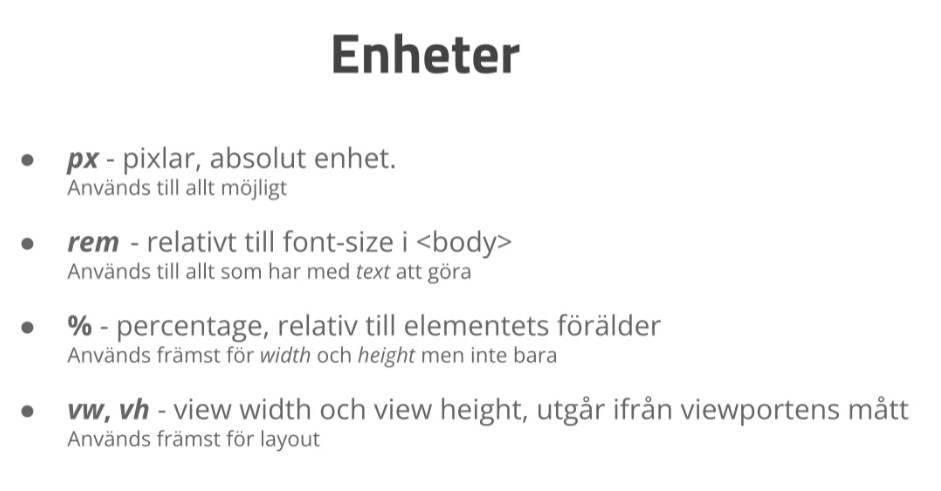 Enheter
● px - pixlar, absolut enhet.
Används till allt möjligt
● rem - relativt till font-size i <body>
Används till allt som har med text att göra
● % - percentage, relativ till elementets förälder
Används främst för width och height men inte bara
● vw, vh - view width och view height, utgår ifrån viewportens mått
Används främst för layout